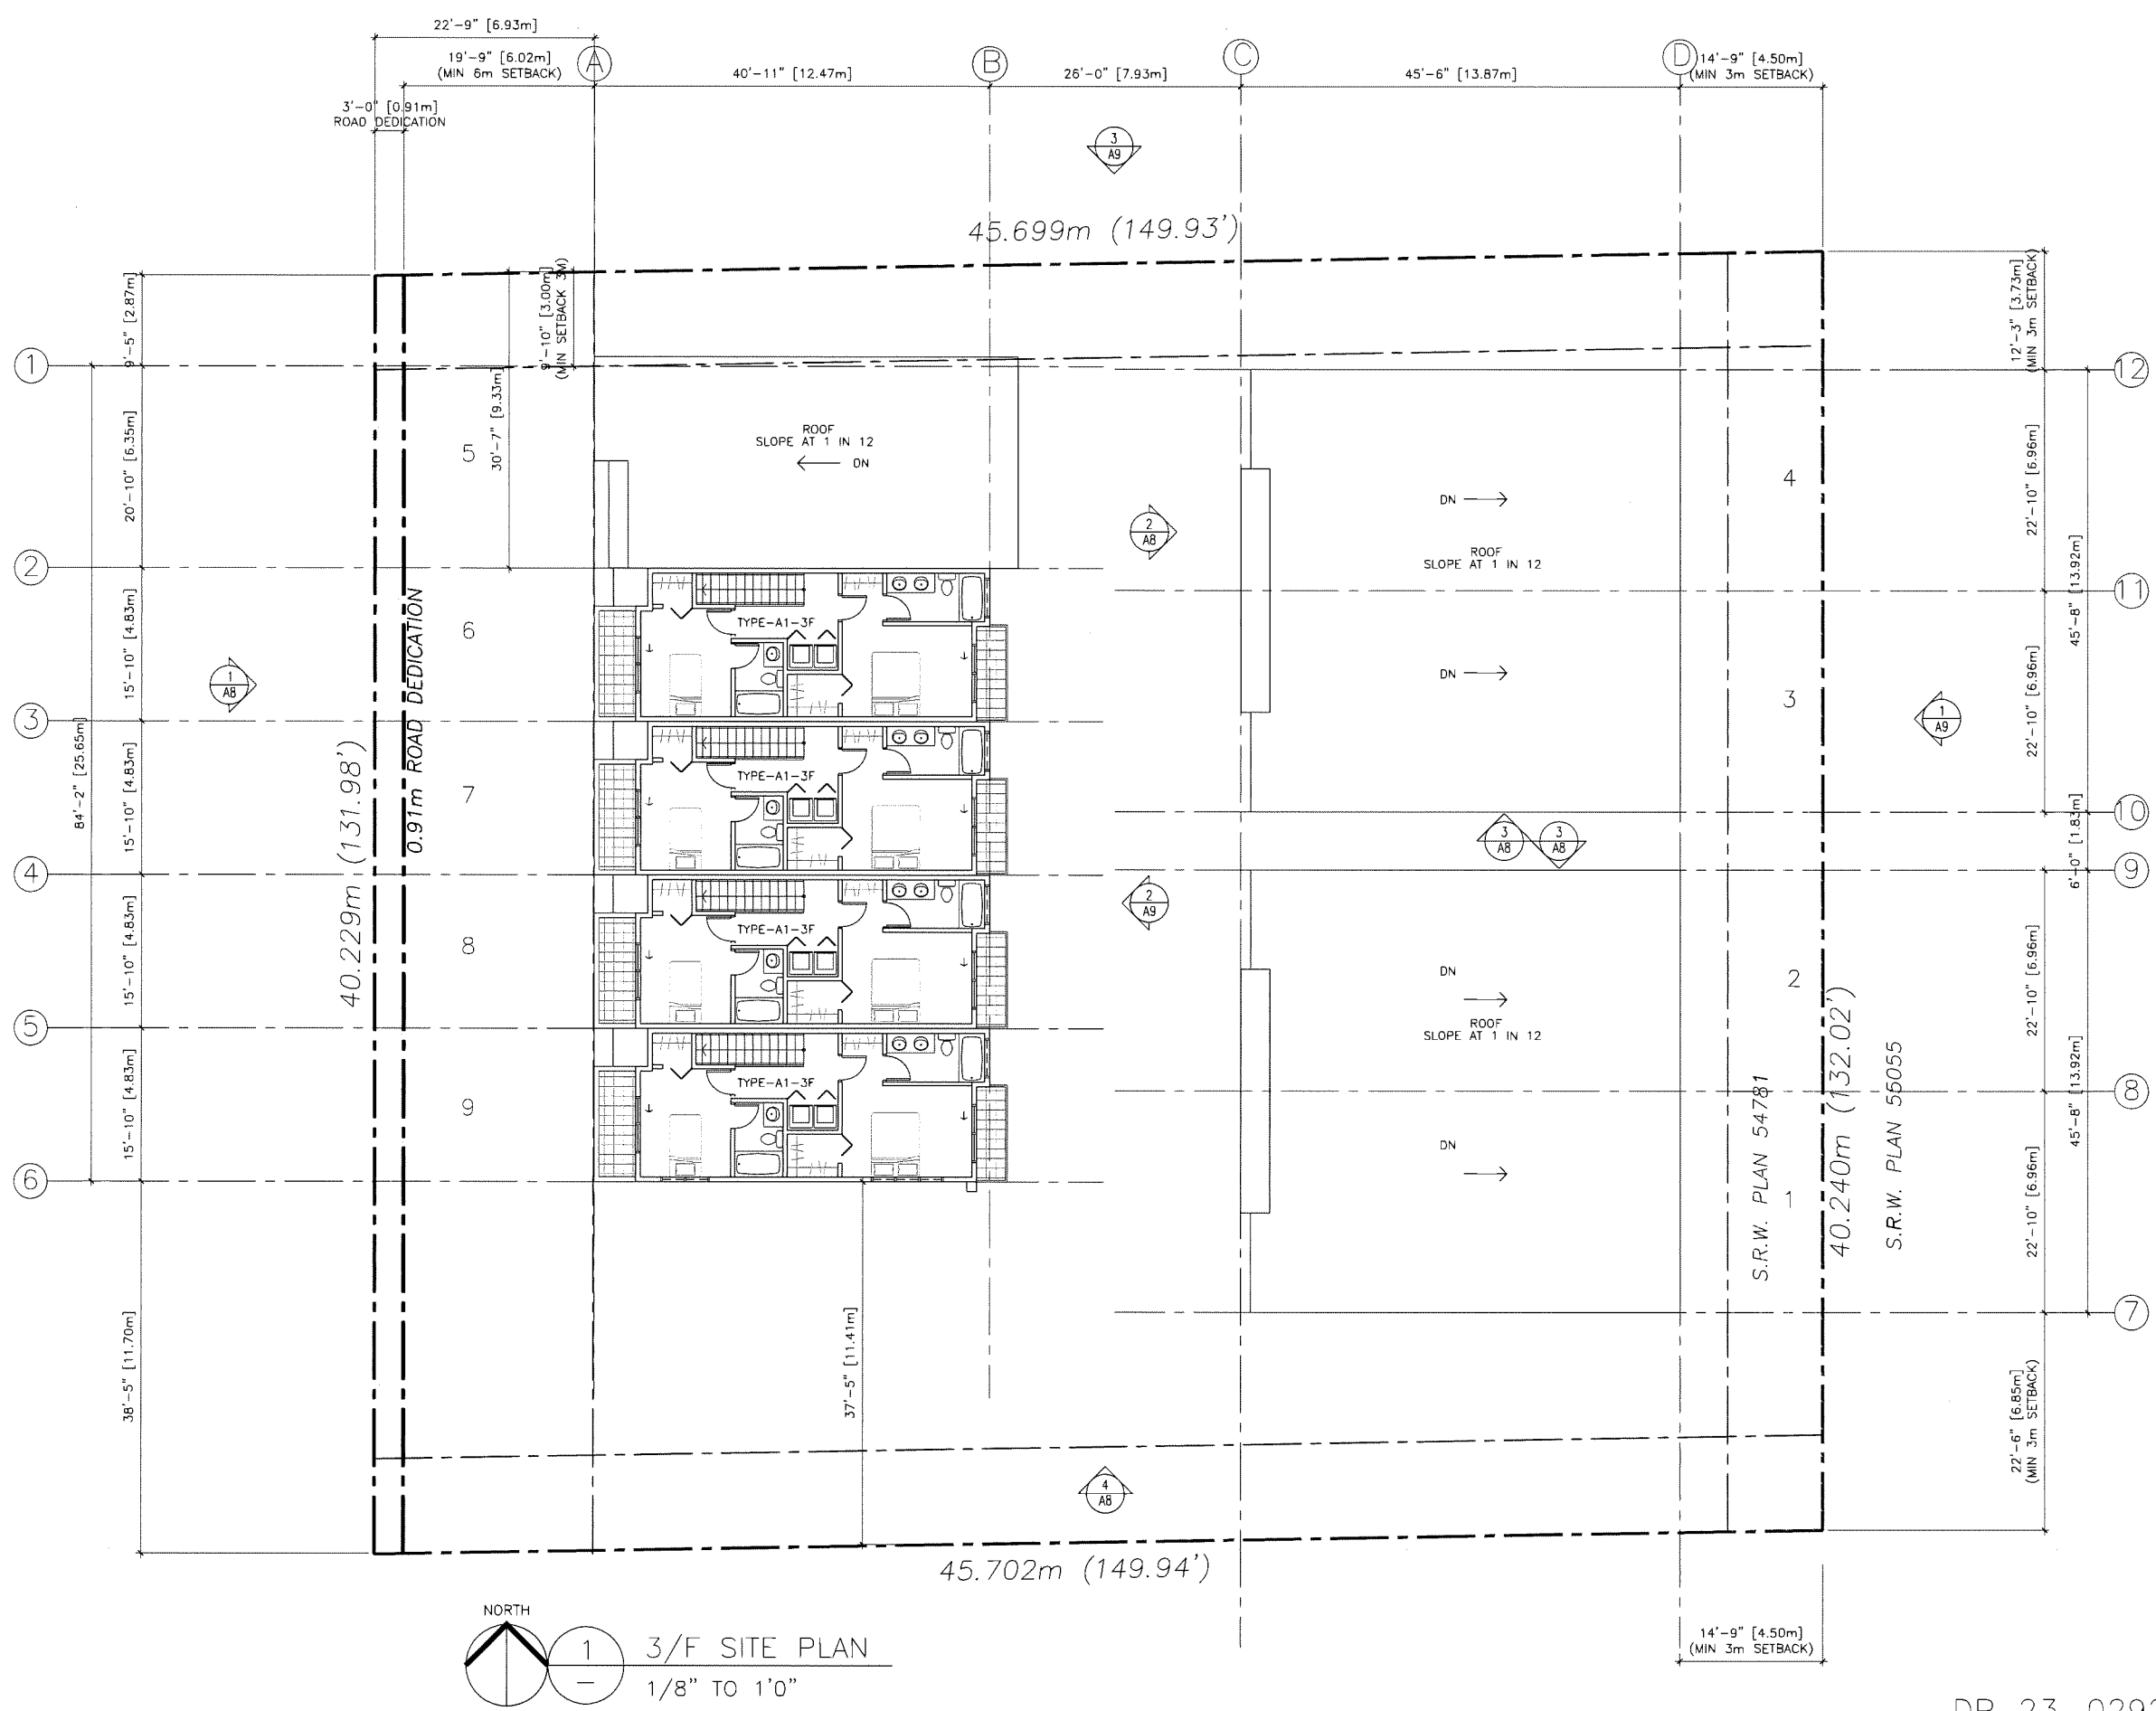 22'-9" [6.93m]
19'-9" [6.02m]
(MIN 6m SETBACK)
A
40'-11" [12.47m]
B
26'-0" [7.93m]
C
45'-6" [13.87m]
D
14'-9" [4.50m]
(MIN 3m SETBACK)
3'-0" [0.91m]
ROAD DEDICATION
3
A9
45.699m (149.93')
9'-5" [2.87m]
9'-10" [3.00m]
(MIN SETBACK 3M)
12'-3" [3.73m]
(MIN 3m SETBACK)
1
12
20'-10" [6.35m]
5
30'-7" [9.33m]
ROOF
SLOPE AT 1 IN 12
DN
4
22'-10" [6.96m]
DN
2
A8
ROOF
SLOPE AT 1 IN 12
2
11
45'-8" [13.92m]
15'-10" [4.83m]
6
TYPE-A1-3F
0.91m ROAD DEDICATION
1
A8
DN
3
22'-10" [6.96m]
1
A9
3
84'-2" [25.65m]
40.229m (131.98')
15'-10" [4.83m]
7
TYPE-A1-3F
10
3
A8
3
A8
6'-0" [1.83m]
4
9
2
A9
15'-10" [4.83m]
8
TYPE-A1-3F
DN
2
22'-10" [6.96m]
ROOF
SLOPE AT 1 IN 12
5
15'-10" [4.83m]
9
TYPE-A1-3F
8
45'-8" [13.92m]
DN
S.R.W. PLAN 54781
1
40.240m (132.02')
S.R.W. PLAN 55055
22'-10" [6.96m]
6
7
38'-5" [11.70m]
37'-5" [11.41m]
22'-6" [6.85m]
(MIN 3m SETBACK)
4
A8
45.702m (149.94')
NORTH
1
—
3/F SITE PLAN
1/8" TO 1'0"
14'-9" [4.50m]
(MIN 3m SETBACK)